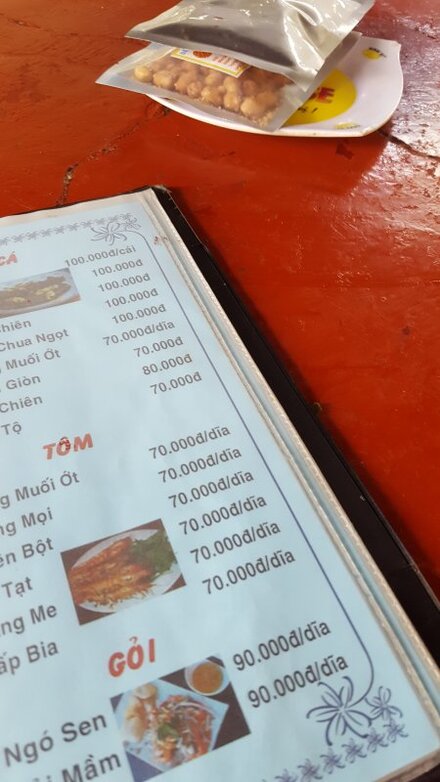 CÁ
100.000đ/cái
100.000đ
100.000đ
Chiên 100.000đ
Chua Ngọt 100.000đ
Muối Ớt 70.000đ/dĩa
Giòn 70.000đ
Chiên 80.000đ
Tộ 70.000đ
TÔM
Muối Ớt 70.000đ/dĩa
Mọi 70.000đ/dĩa
Bột 70.000đ/dĩa
Tạt 70.000đ/dĩa
Me 70.000đ/dĩa
Bia 70.000đ/dĩa
GỎI
Ngó Sen 90.000đ/dĩa
Mầm 90.000đ/dĩa